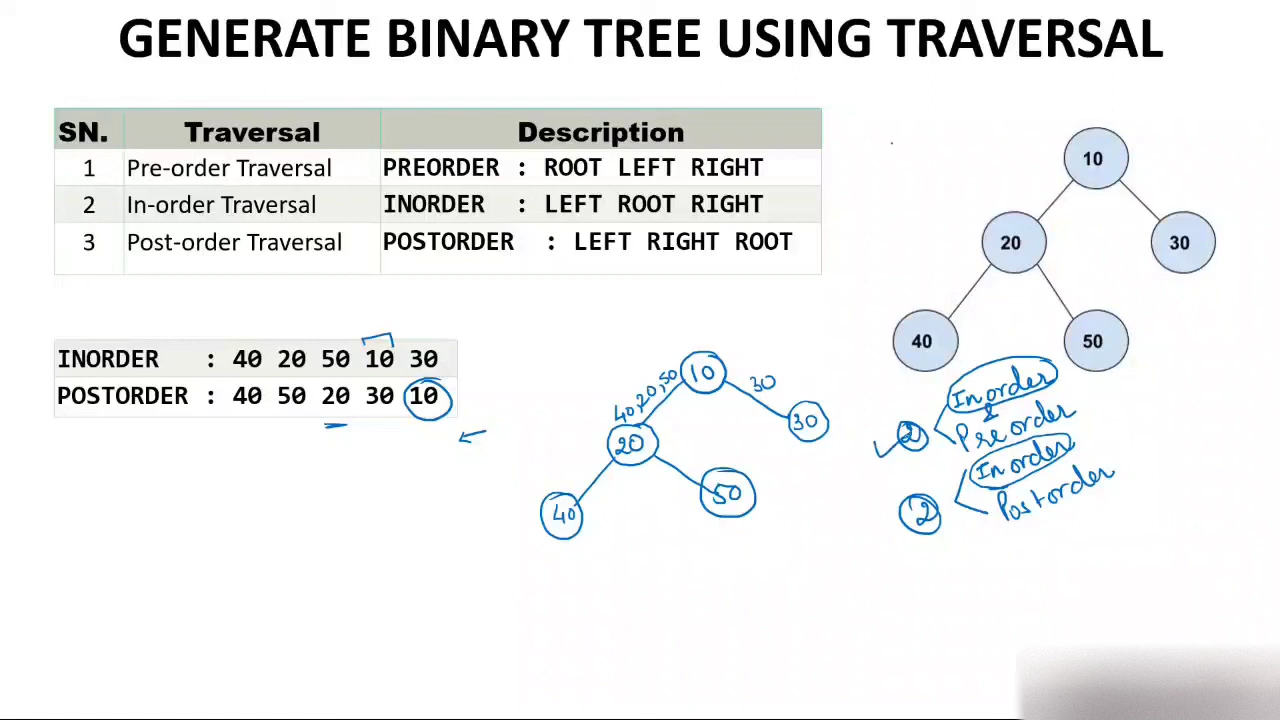 GENERATE BINARY TREE USING TRAVERSAL
SN. Traversal Description
1 Pre-order Traversal PREORDER : ROOT LEFT RIGHT
2 In-order Traversal INORDER : LEFT ROOT RIGHT
3 Post-order Traversal POSTORDER : LEFT RIGHT ROOT
10
20 30
40 50
INORDER : 40 20 50 10 30
POSTORDER : 40 50 20 30 10
10
40,20,50 30
20 30
40 50
Inorder
&
2 Preorder
Inorder
2 Postorder